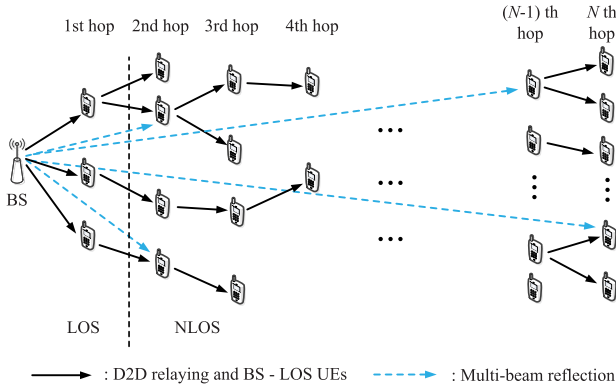 1st hop
2nd hop
3rd hop
4th hop
(N-1) th
hop
N th
hop
BS
LOS
NLOS
: D2D relaying and BS - LOS UEs
: Multi-beam reflection